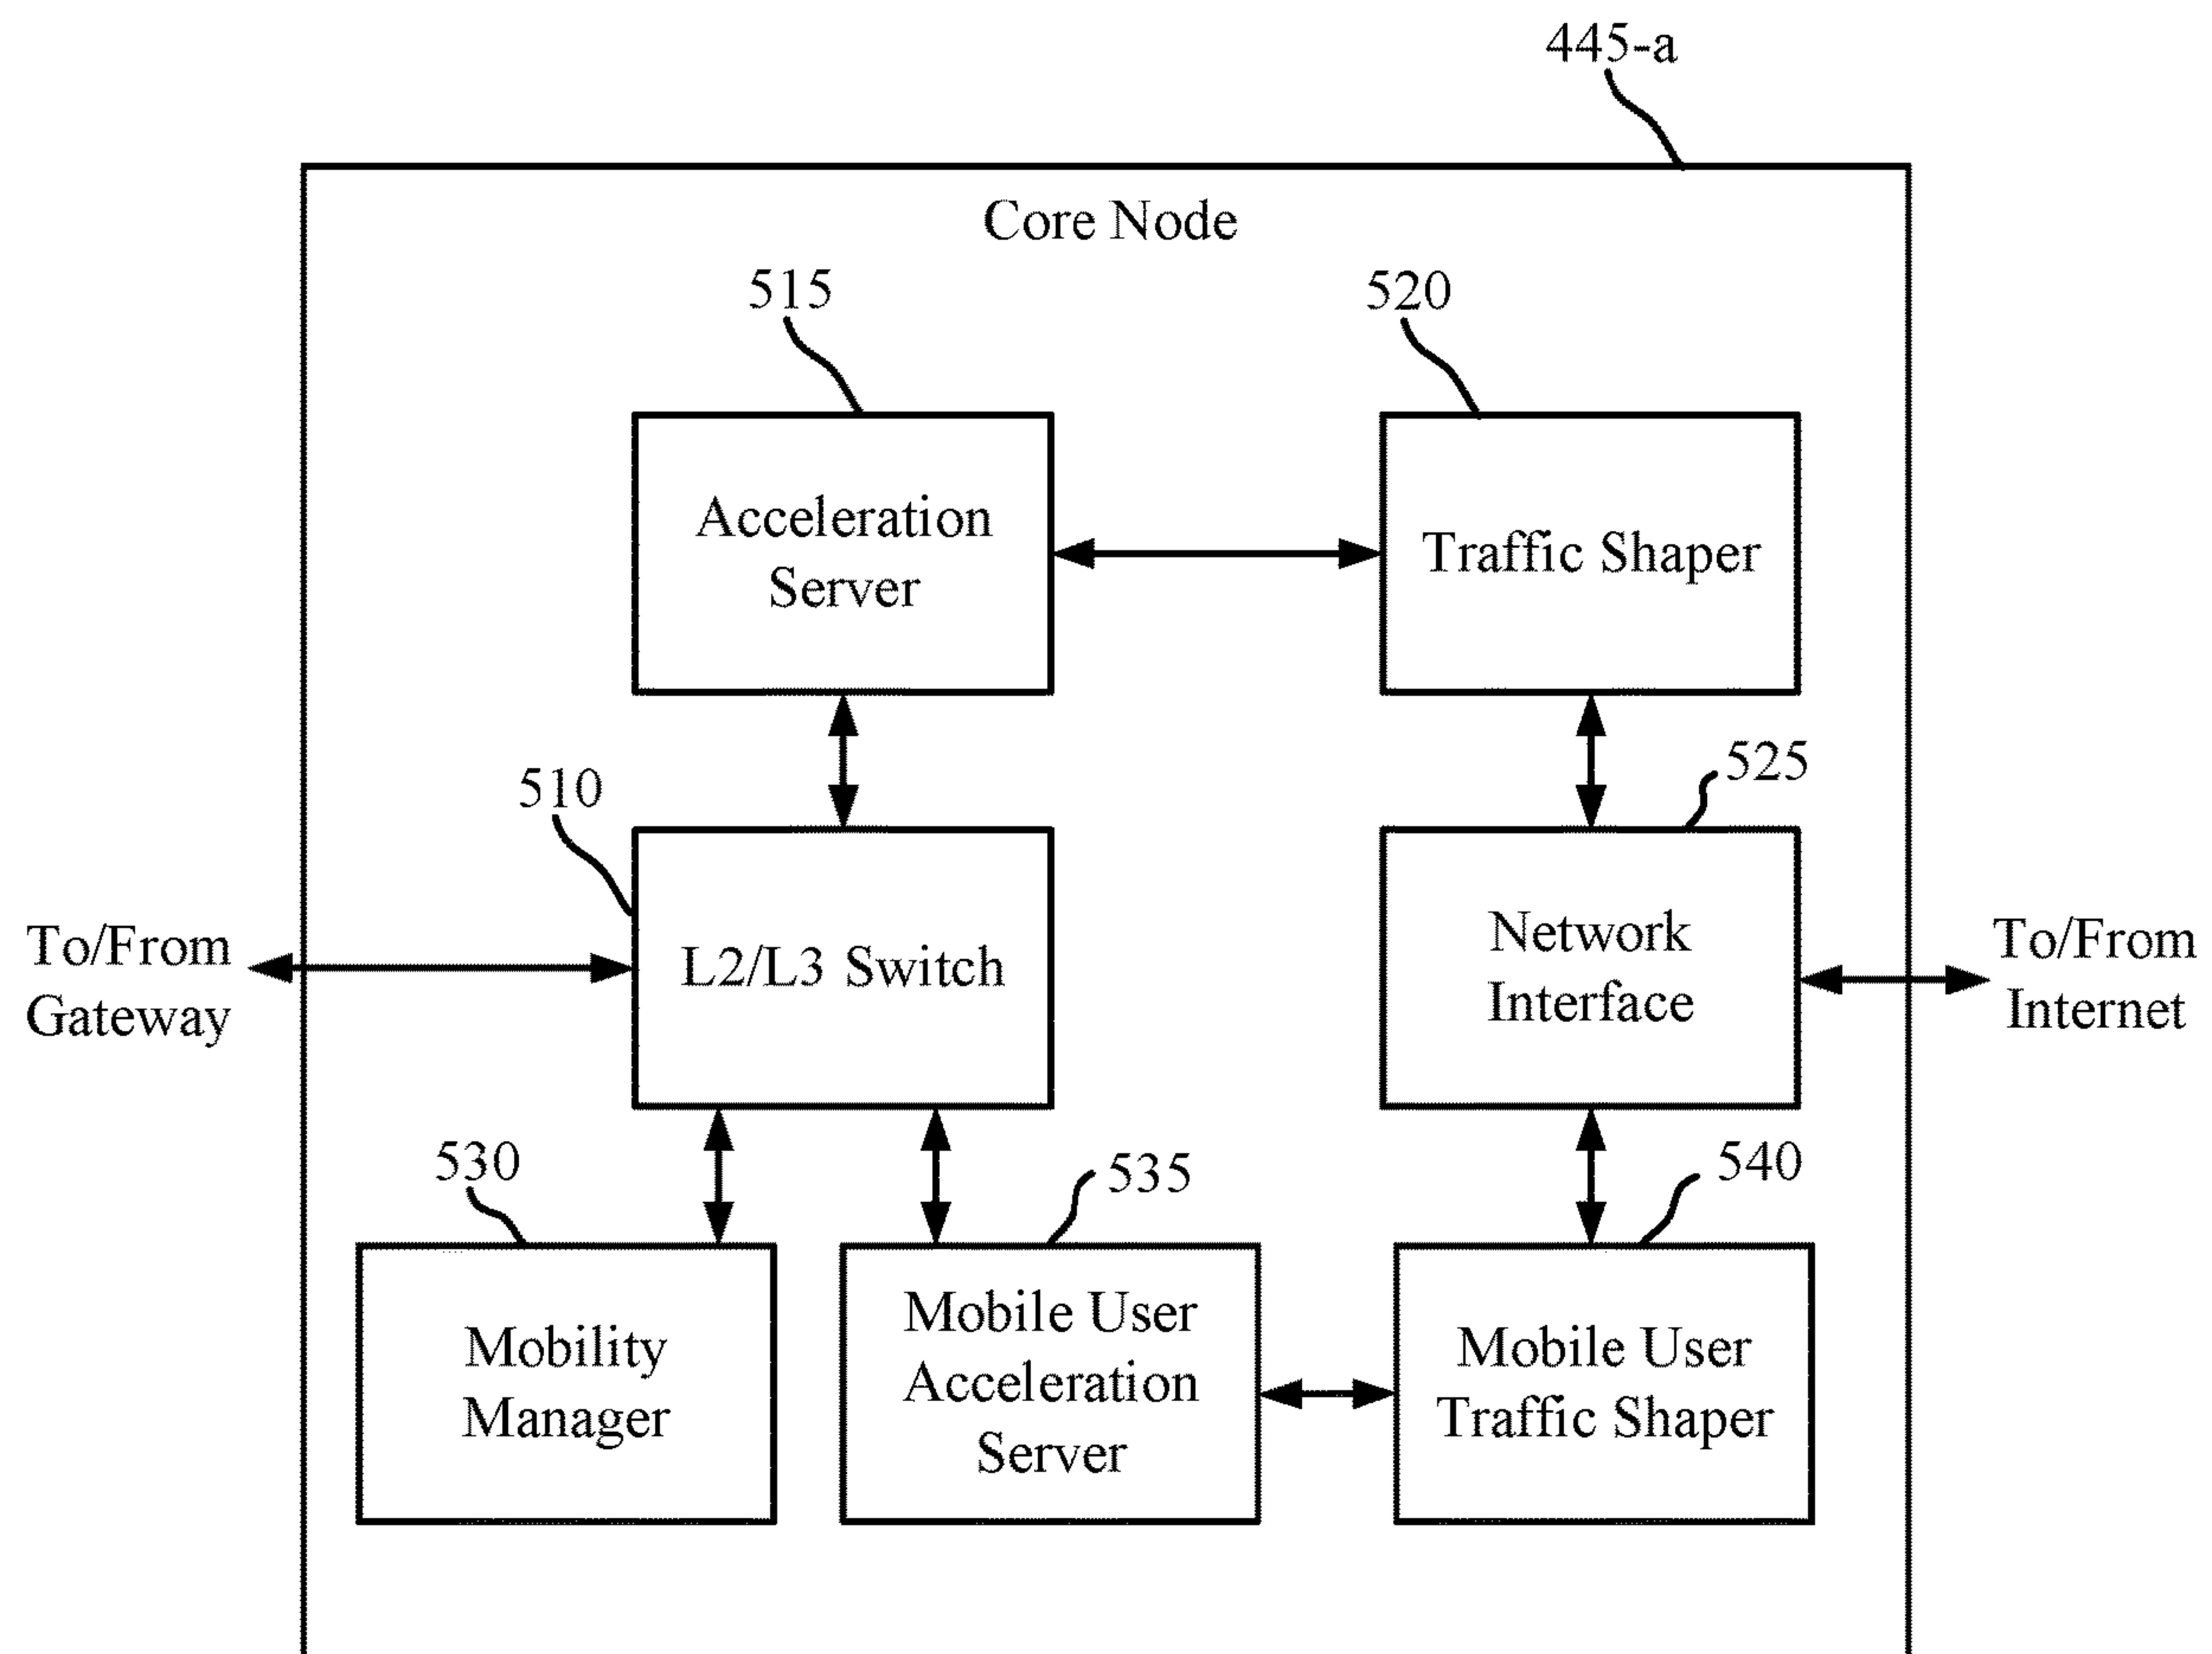 445-a
Core Node
515
520
Acceleration
Server
Traffic Shaper
510
525
To/From
Gateway
L2/L3 Switch
Network
Interface
To/From
Internet
530
535
540
Mobility
Manager
Mobile User
Acceleration
Server
Mobile User
Traffic Shaper